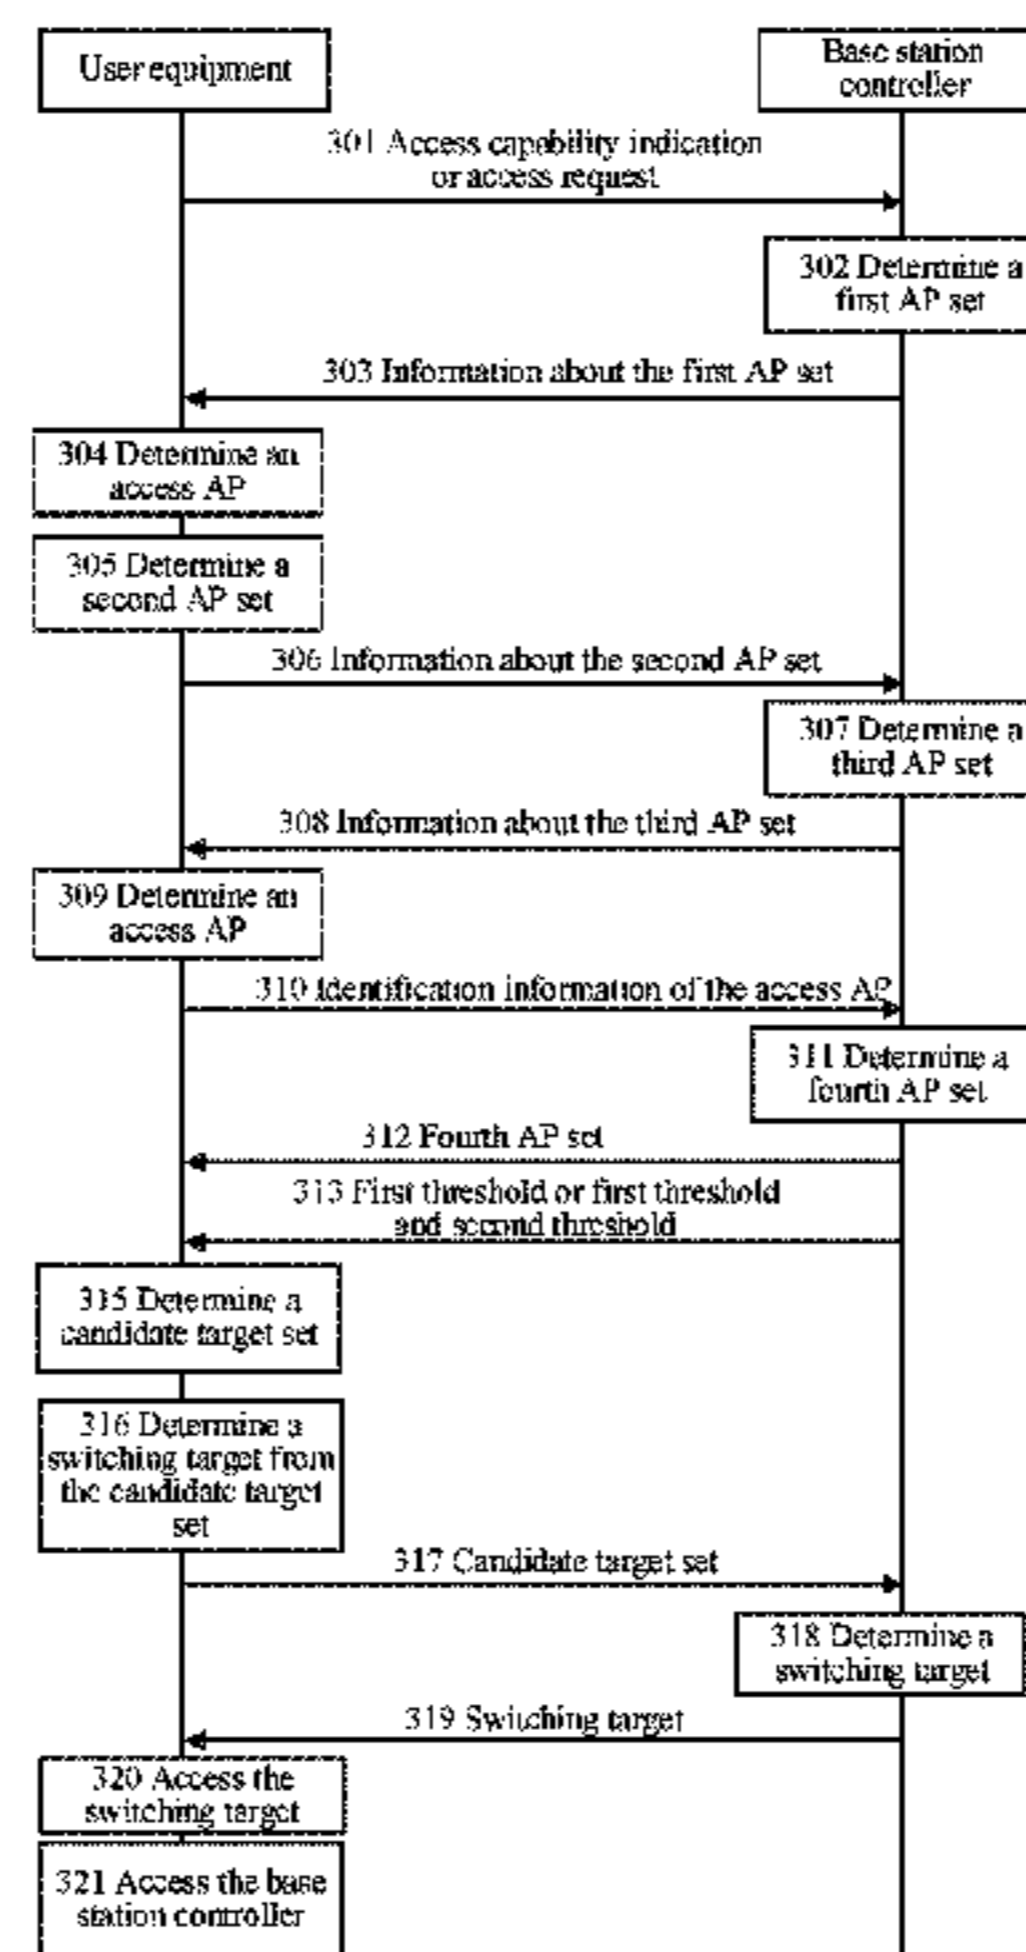 User equipment
Base station
controller
301 Access capability indication
or access request
302 Determine a
first AP set
303 Information about the first AP set
304 Determine an
access AP
305 Determine a
second AP set
306 Information about the second AP set
307 Determine a
third AP set
308 Information about the third AP set
309 Determine an
access AP
310 Identification information of the access AP
311 Determine a
fourth AP set
312 Fourth AP set
313 First threshold or first threshold
and second threshold
315 Determine a
candidate target set
316 Determine a
switching target from
the candidate target
set
317 Candidate target set
318 Determine a
switching target
319 Switching target
320 Access the
switching target
321 Access the base
station controller